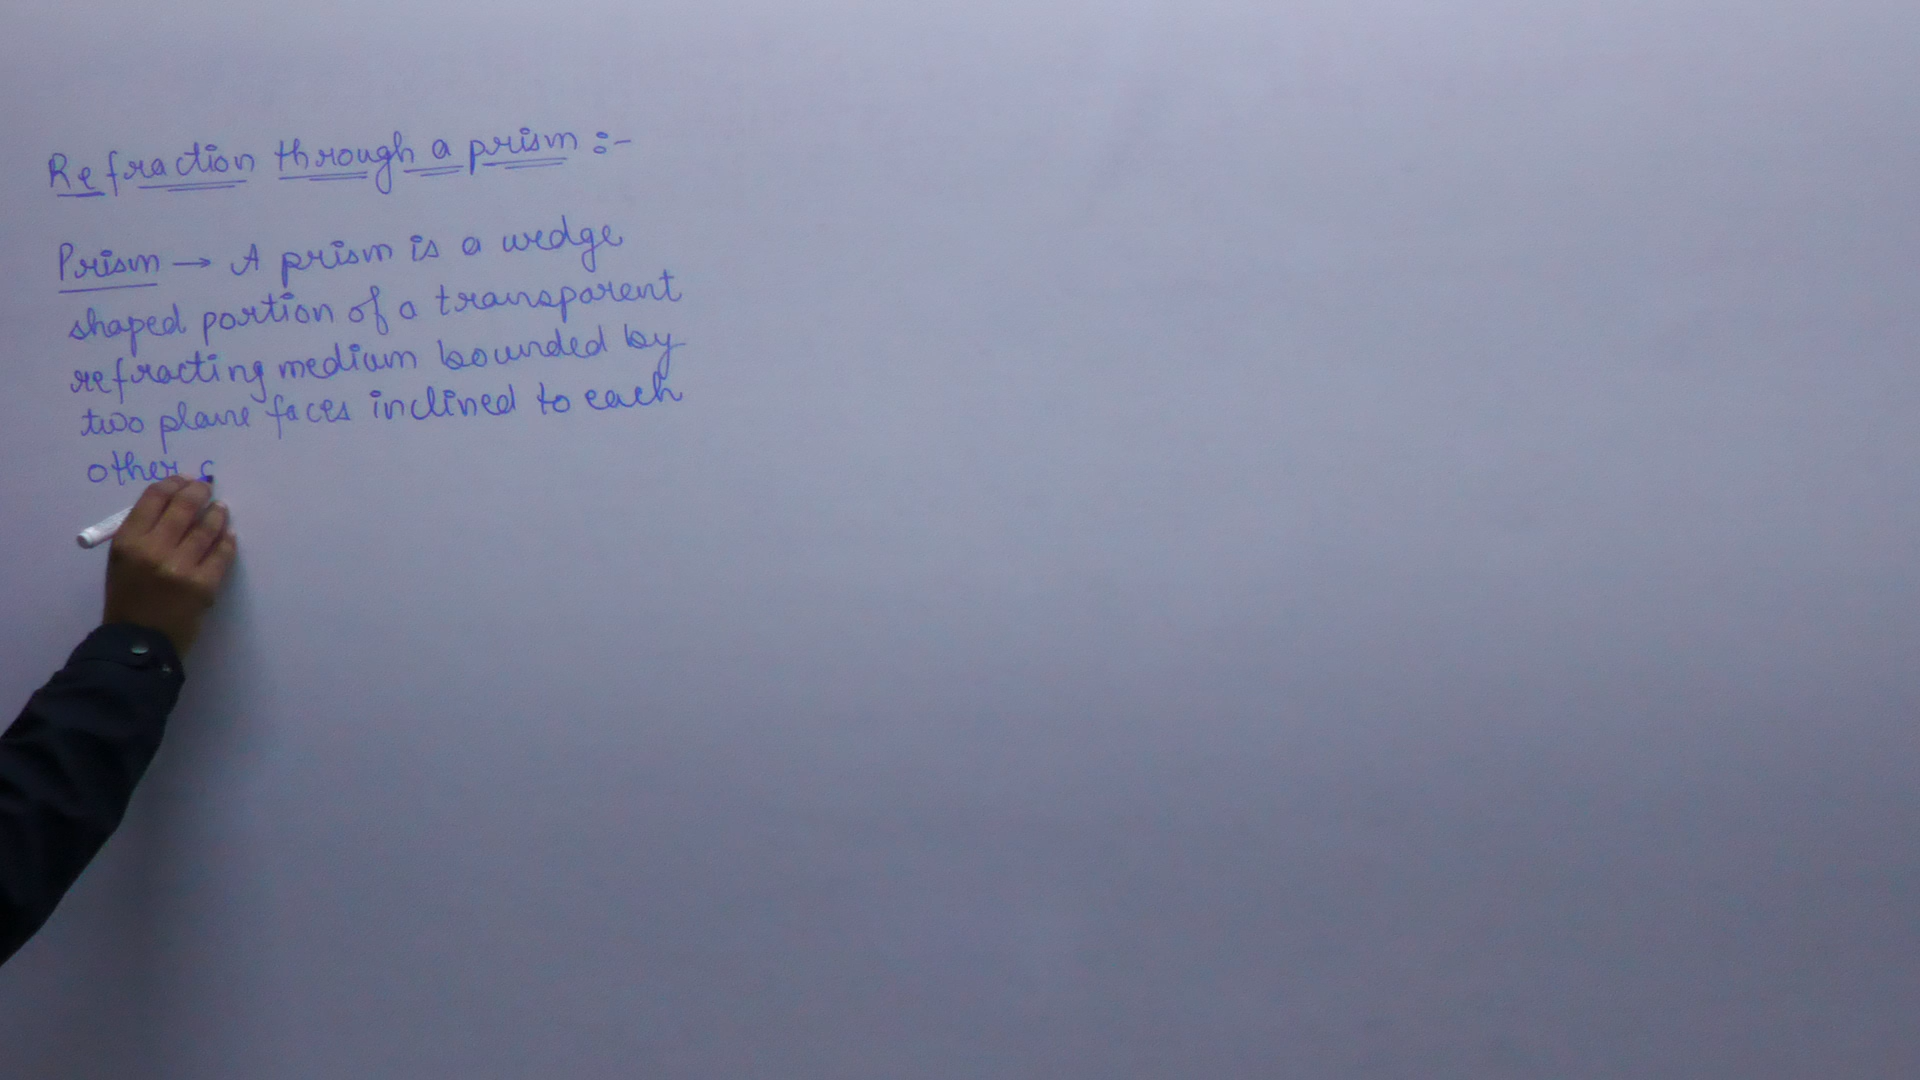 Refraction through a prism :-
Prism → A prism is a wedge
shaped portion of a transparent
refracting medium bounded by
two plane faces inclined to each
other